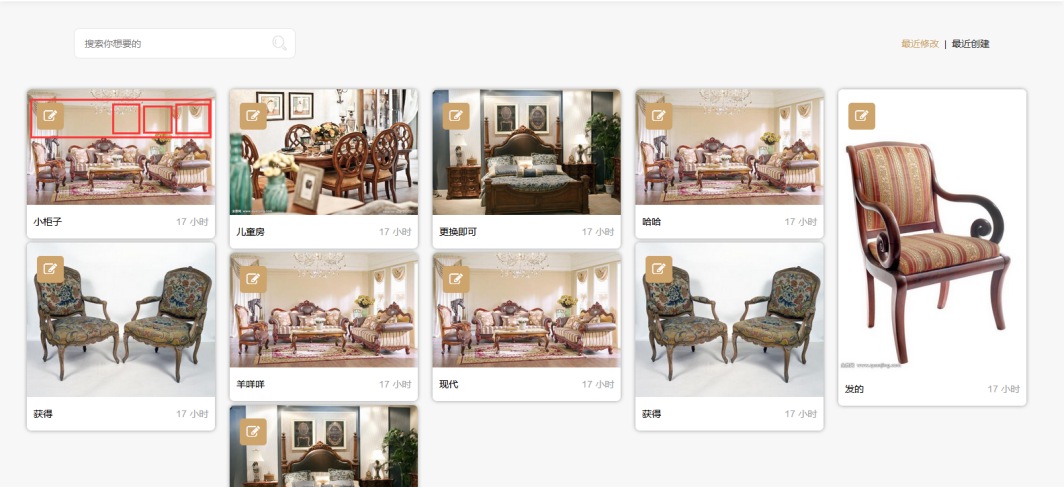 搜索你想要的
最近修改 | 最近创建
小柜子 17 小时
儿童房 17 小时
更换即可 17 小时
哈哈 17 小时
获得 17 小时
羊咩咩 17 小时
现代 17 小时
获得 17 小时
发的 17 小时